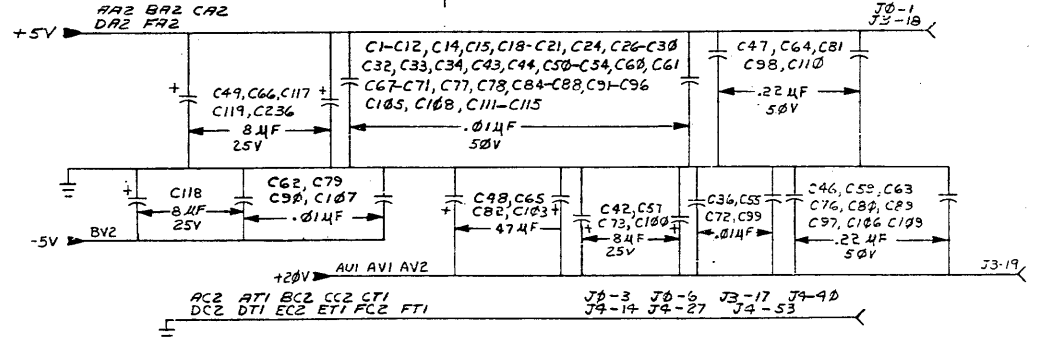 AA2 BA2 CA2
DA2 FA2
+5V
JØ-1
J3-18
C1-C12, C14, C15, C18-C21, C24, C26-C3Ø
C32, C33, C34, C43, C44, C5Ø-C54, C6Ø, C61
C67-C71, C77, C78, C84-C88, C91-C96
C1Ø5, C1Ø8, C111-C115
.Ø1µF
5ØV
C47, C64, C81
C98, C11Ø
.22µF
5ØV
+
C49, C66, C117
C119, C236
8µF
25V
+
+
C118
8µF
25V
C62, C79
C9Ø, C1Ø7
.Ø1µF
-5V
BV2
C48, C65
C82, C1Ø3
47µF
+
+
C42, C57
C73, C1ØØ
8µF
25V
+
+
C36, C55
C72, C99
.Ø1µF
C46, C59, C63
C76, C8Ø, C89
C97, C1Ø6 C1Ø9
.22µF
5ØV
+2ØV
AU1 AV1 AV2
J3-19
AC2 AT1 BC2 CC2 CT1
DC2 DT1 EC2 ET1 FC2 FT1
JØ-3 JØ-6 J3-17 J4-4Ø
J4-14 J4-27 J4-53